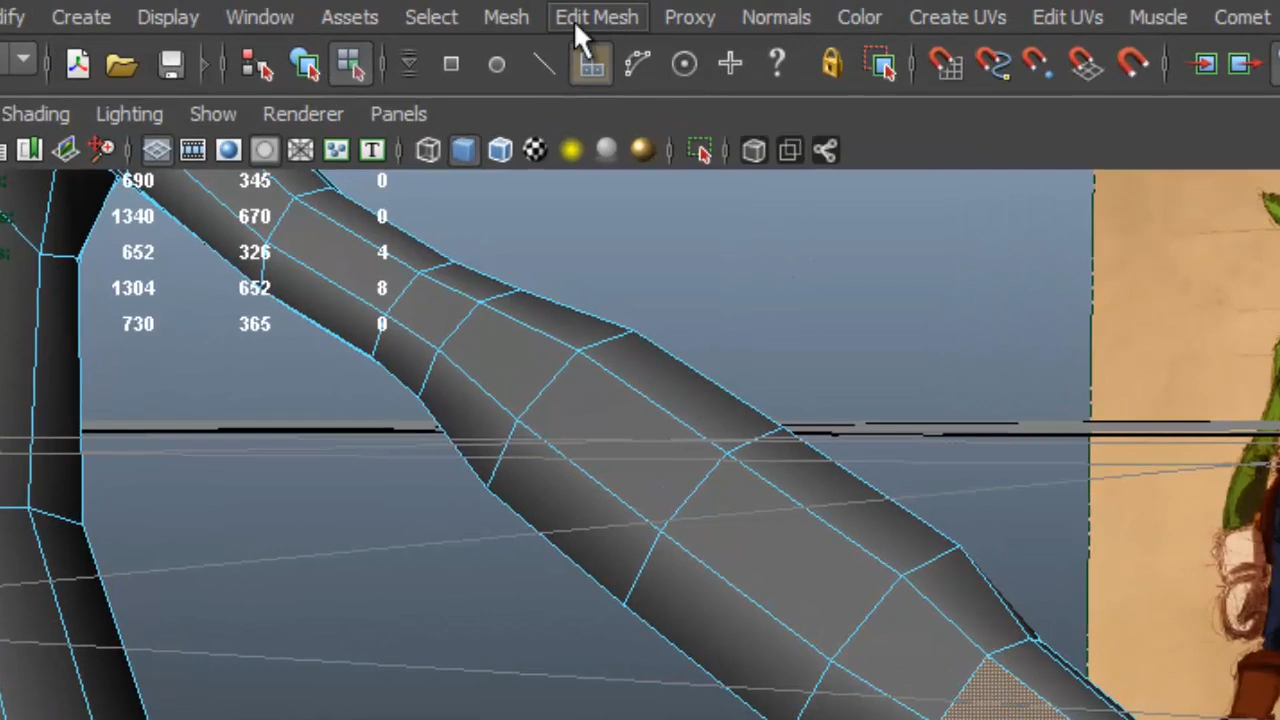 dify Create Display Window Assets Select Mesh Edit Mesh Proxy Normals Color Create UVs Edit UVs Muscle Comet
?
Shading Lighting Show Renderer Panels
T
690 345 0
1340 670 0
652 326 4
1304 652 8
730 365 0